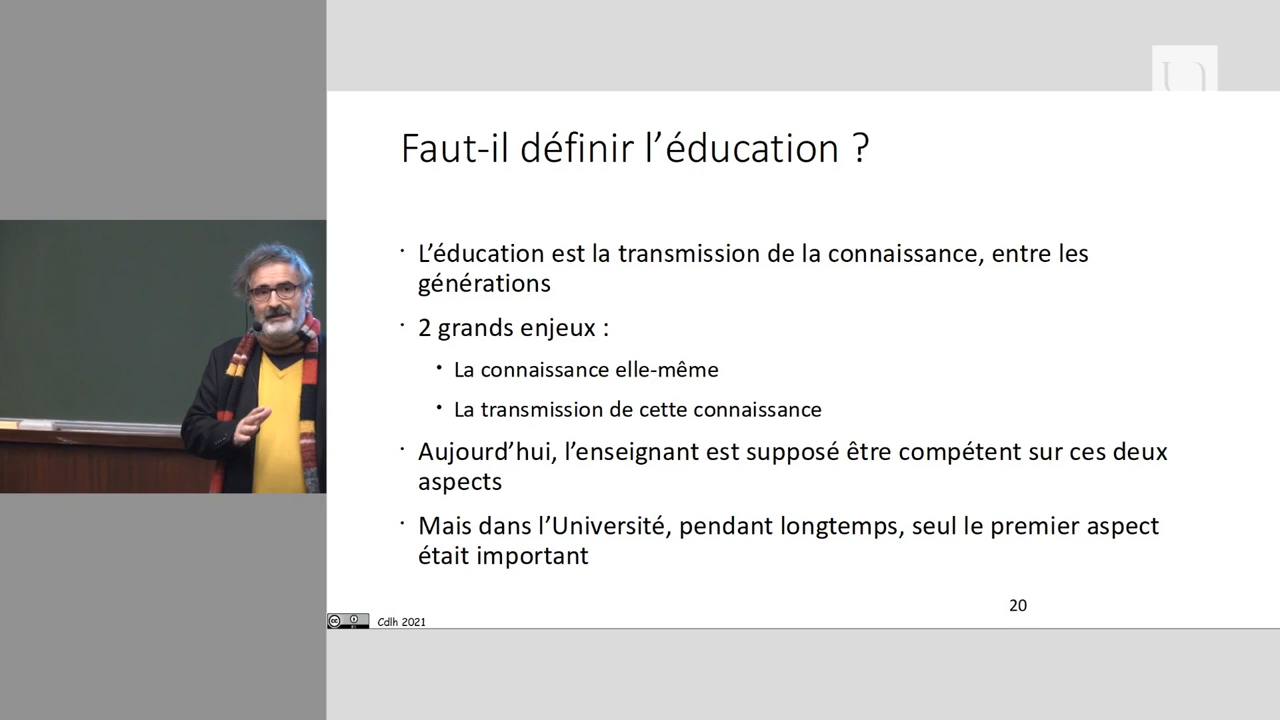 Faut-il définir l’éducation ?
· L’éducation est la transmission de la connaissance, entre les
générations
· 2 grands enjeux :
• La connaissance elle-même
• La transmission de cette connaissance
· Aujourd’hui, l’enseignant est supposé être compétent sur ces deux
aspects
· Mais dans l’Université, pendant longtemps, seul le premier aspect
était important
20
Cdlh 2021